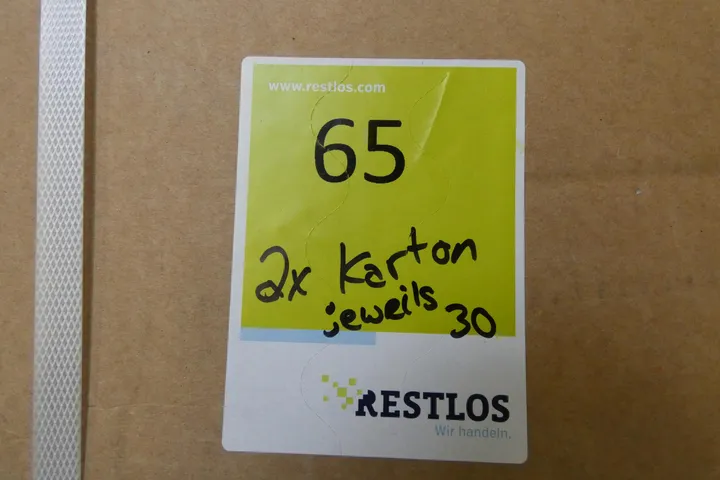 www.restlos.com
65
2x Karton
jeweils 30
RESTLOS
Wir handeln.